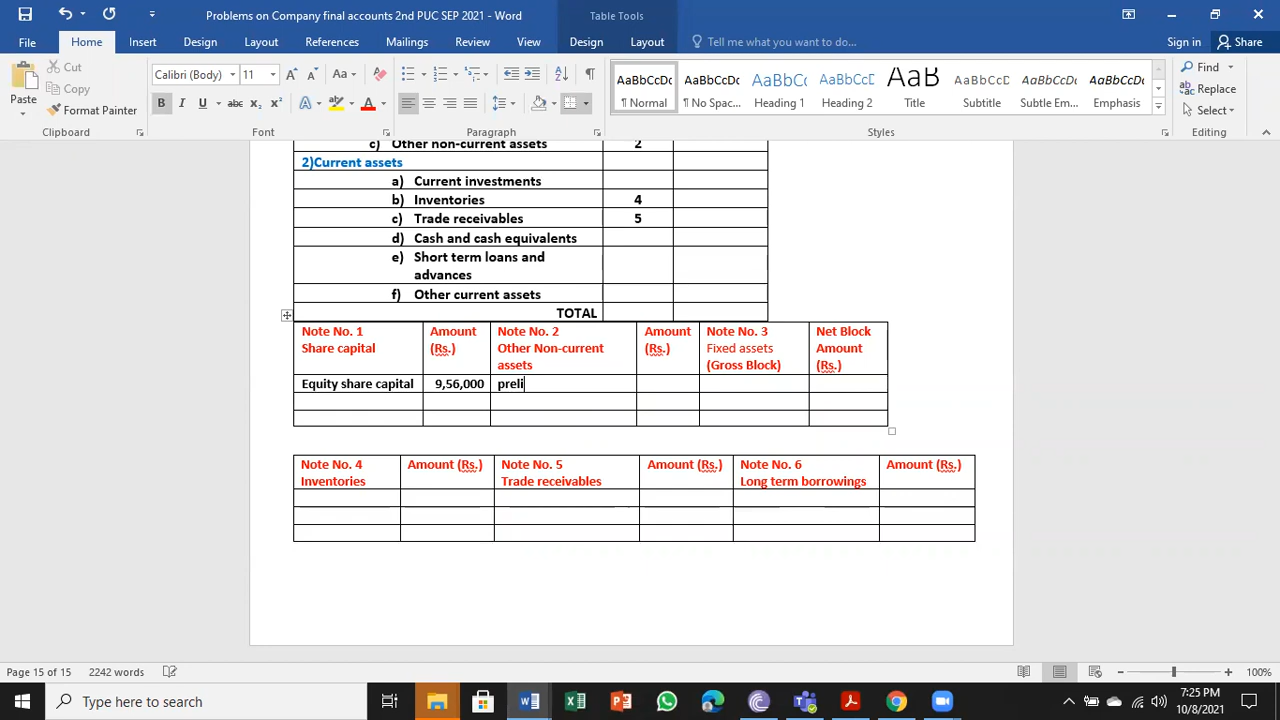 Problems on Company final accounts 2nd PUC SEP 2021 - Word
Table Tools
File Home Insert Design Layout References Mailings Review View Design Layout Tell me what you want to do... Sign in Share
Paste
Cut
Copy
Format Painter
Clipboard
Calibri (Body) 11
Font
Paragraph
AaBbCcDc AaBbCcDc AaBbCc AaBbCcD AaB AaBbCcD AaBbCcDc AaBbCcDc
¶ Normal ¶ No Spac... Heading 1 Heading 2 Title Subtitle Subtle Em... Emphasis
Styles
Find
Replace
Select
Editing
c) Other non-current assets 2
2)Current assets
a) Current investments
b) Inventories 4
c) Trade receivables 5
d) Cash and cash equivalents
e) Short term loans and
advances
f) Other current assets
TOTAL
Note No. 1 Amount Note No. 2 Amount Note No. 3 Net Block
Share capital (Rs.) Other Non-current (Rs.) Fixed assets Amount
assets (Gross Block) (Rs.)
Equity share capital 9,56,000 preli
Note No. 4 Amount (Rs.) Note No. 5 Amount (Rs.) Note No. 6 Amount (Rs.)
Inventories Trade receivables Long term borrowings
Page 15 of 15 2242 words 100%
Type here to search
7:25 PM
10/8/2021